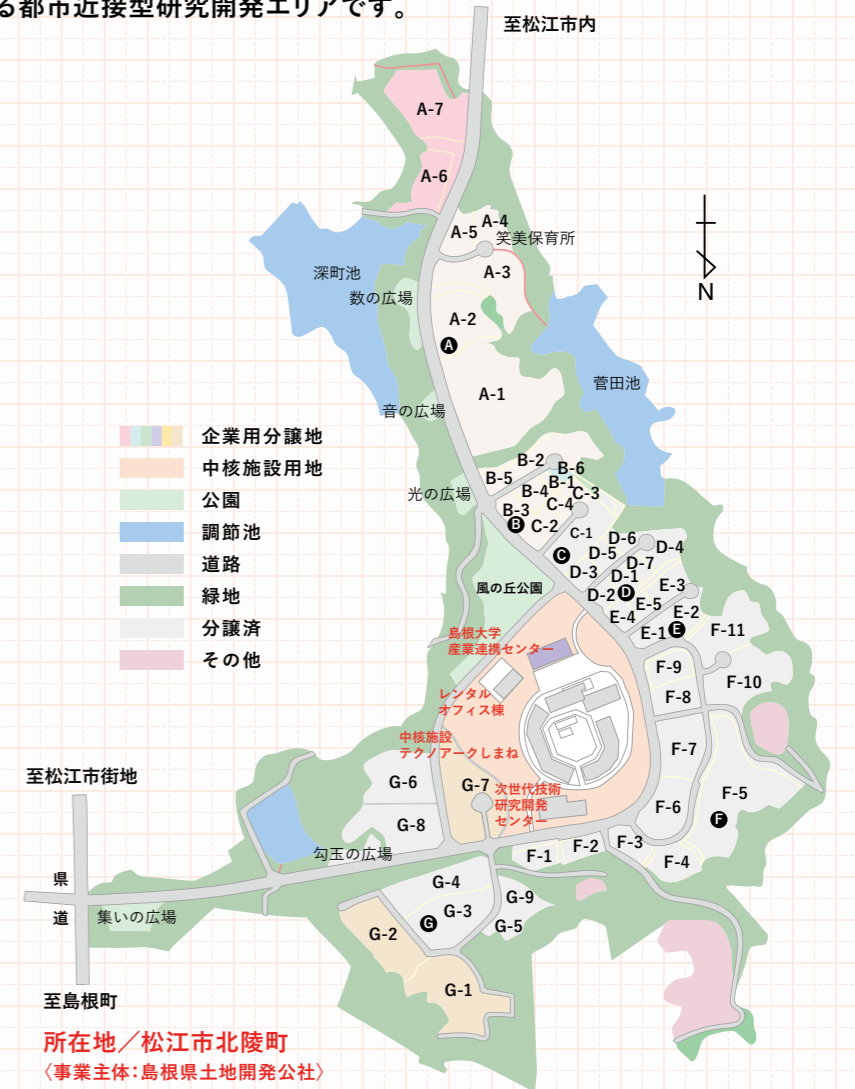 る都市近接型研究開発エリアです。
至松江市内
A-7
A-6
A-4
A-5
笑美保育所
A-3
深町池
数の広場
N
A-2
A
菅田池
A-1
音の広場
企業用分譲地
中核施設用地
公園
調節池
道路
緑地
分譲済
その他
B-2
B-6
B-5
B-1
B-4
C-3
光の広場
C-4
B-3
B
C-2
C-1
D-6
D-4
C
D-5
D-7
D-3
D-1
E-3
風の丘公園
D-2
D
E-5
E-2
E-4
E-1
E
F-11
島根大学
産業連携センター
F-9
F-10
F-8
レンタル
オフィス棟
中核施設
テクノアークしまね
F-7
至松江市街地
G-6
G-7
次世代技術
研究開発
センター
F-5
F-6
F
G-8
勾玉の広場
F-3
F-2
F-1
F-4
県
道
集いの広場
G-4
G-9
G-3
G
G-5
G-2
G-1
至島根町
所在地／松江市北陵町
〈事業主体：島根県土地開発公社〉